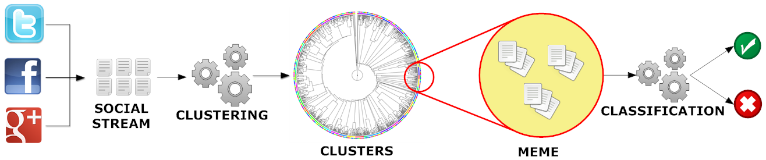 t
f
g+
SOCIAL
STREAM
CLUSTERING
CLUSTERS
MEME
CLASSIFICATION